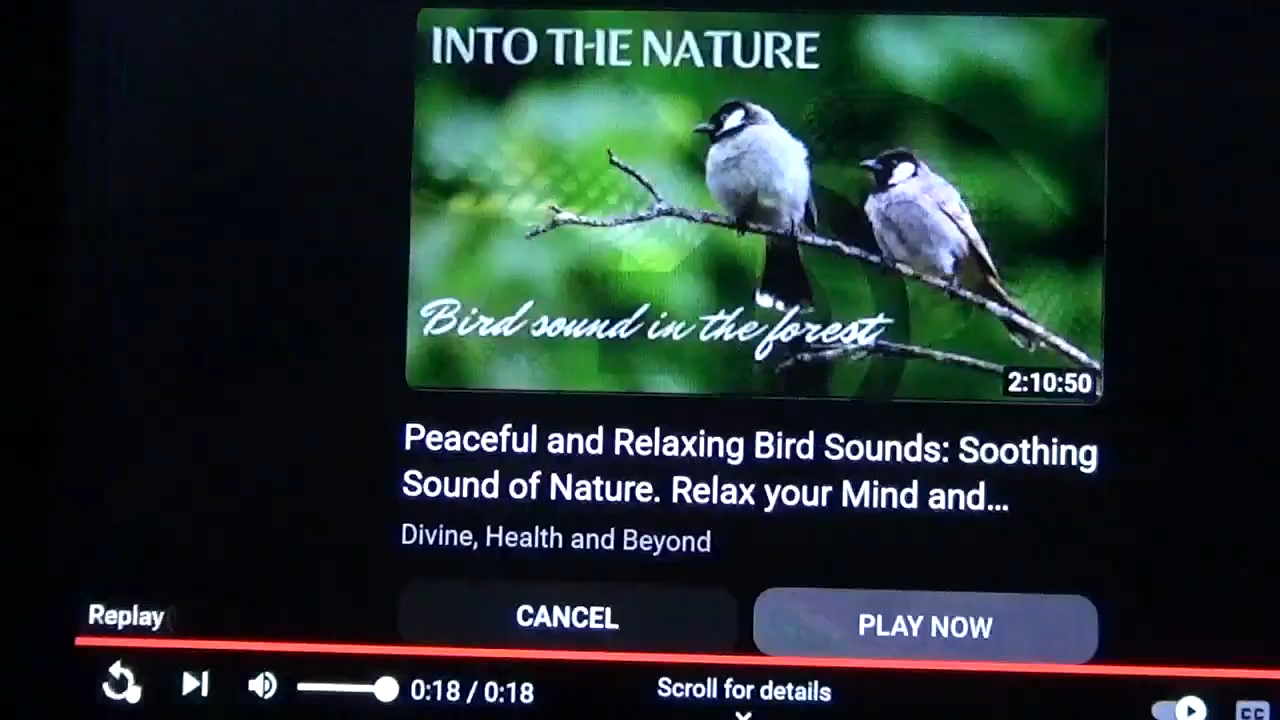 INTO THE NATURE
Bird sound in the forest
2:10:50
Peaceful and Relaxing Bird Sounds: Soothing
Sound of Nature. Relax your Mind and...
Divine, Health and Beyond
CANCEL
PLAY NOW
Replay
0:18 / 0:18
Scroll for details
CC